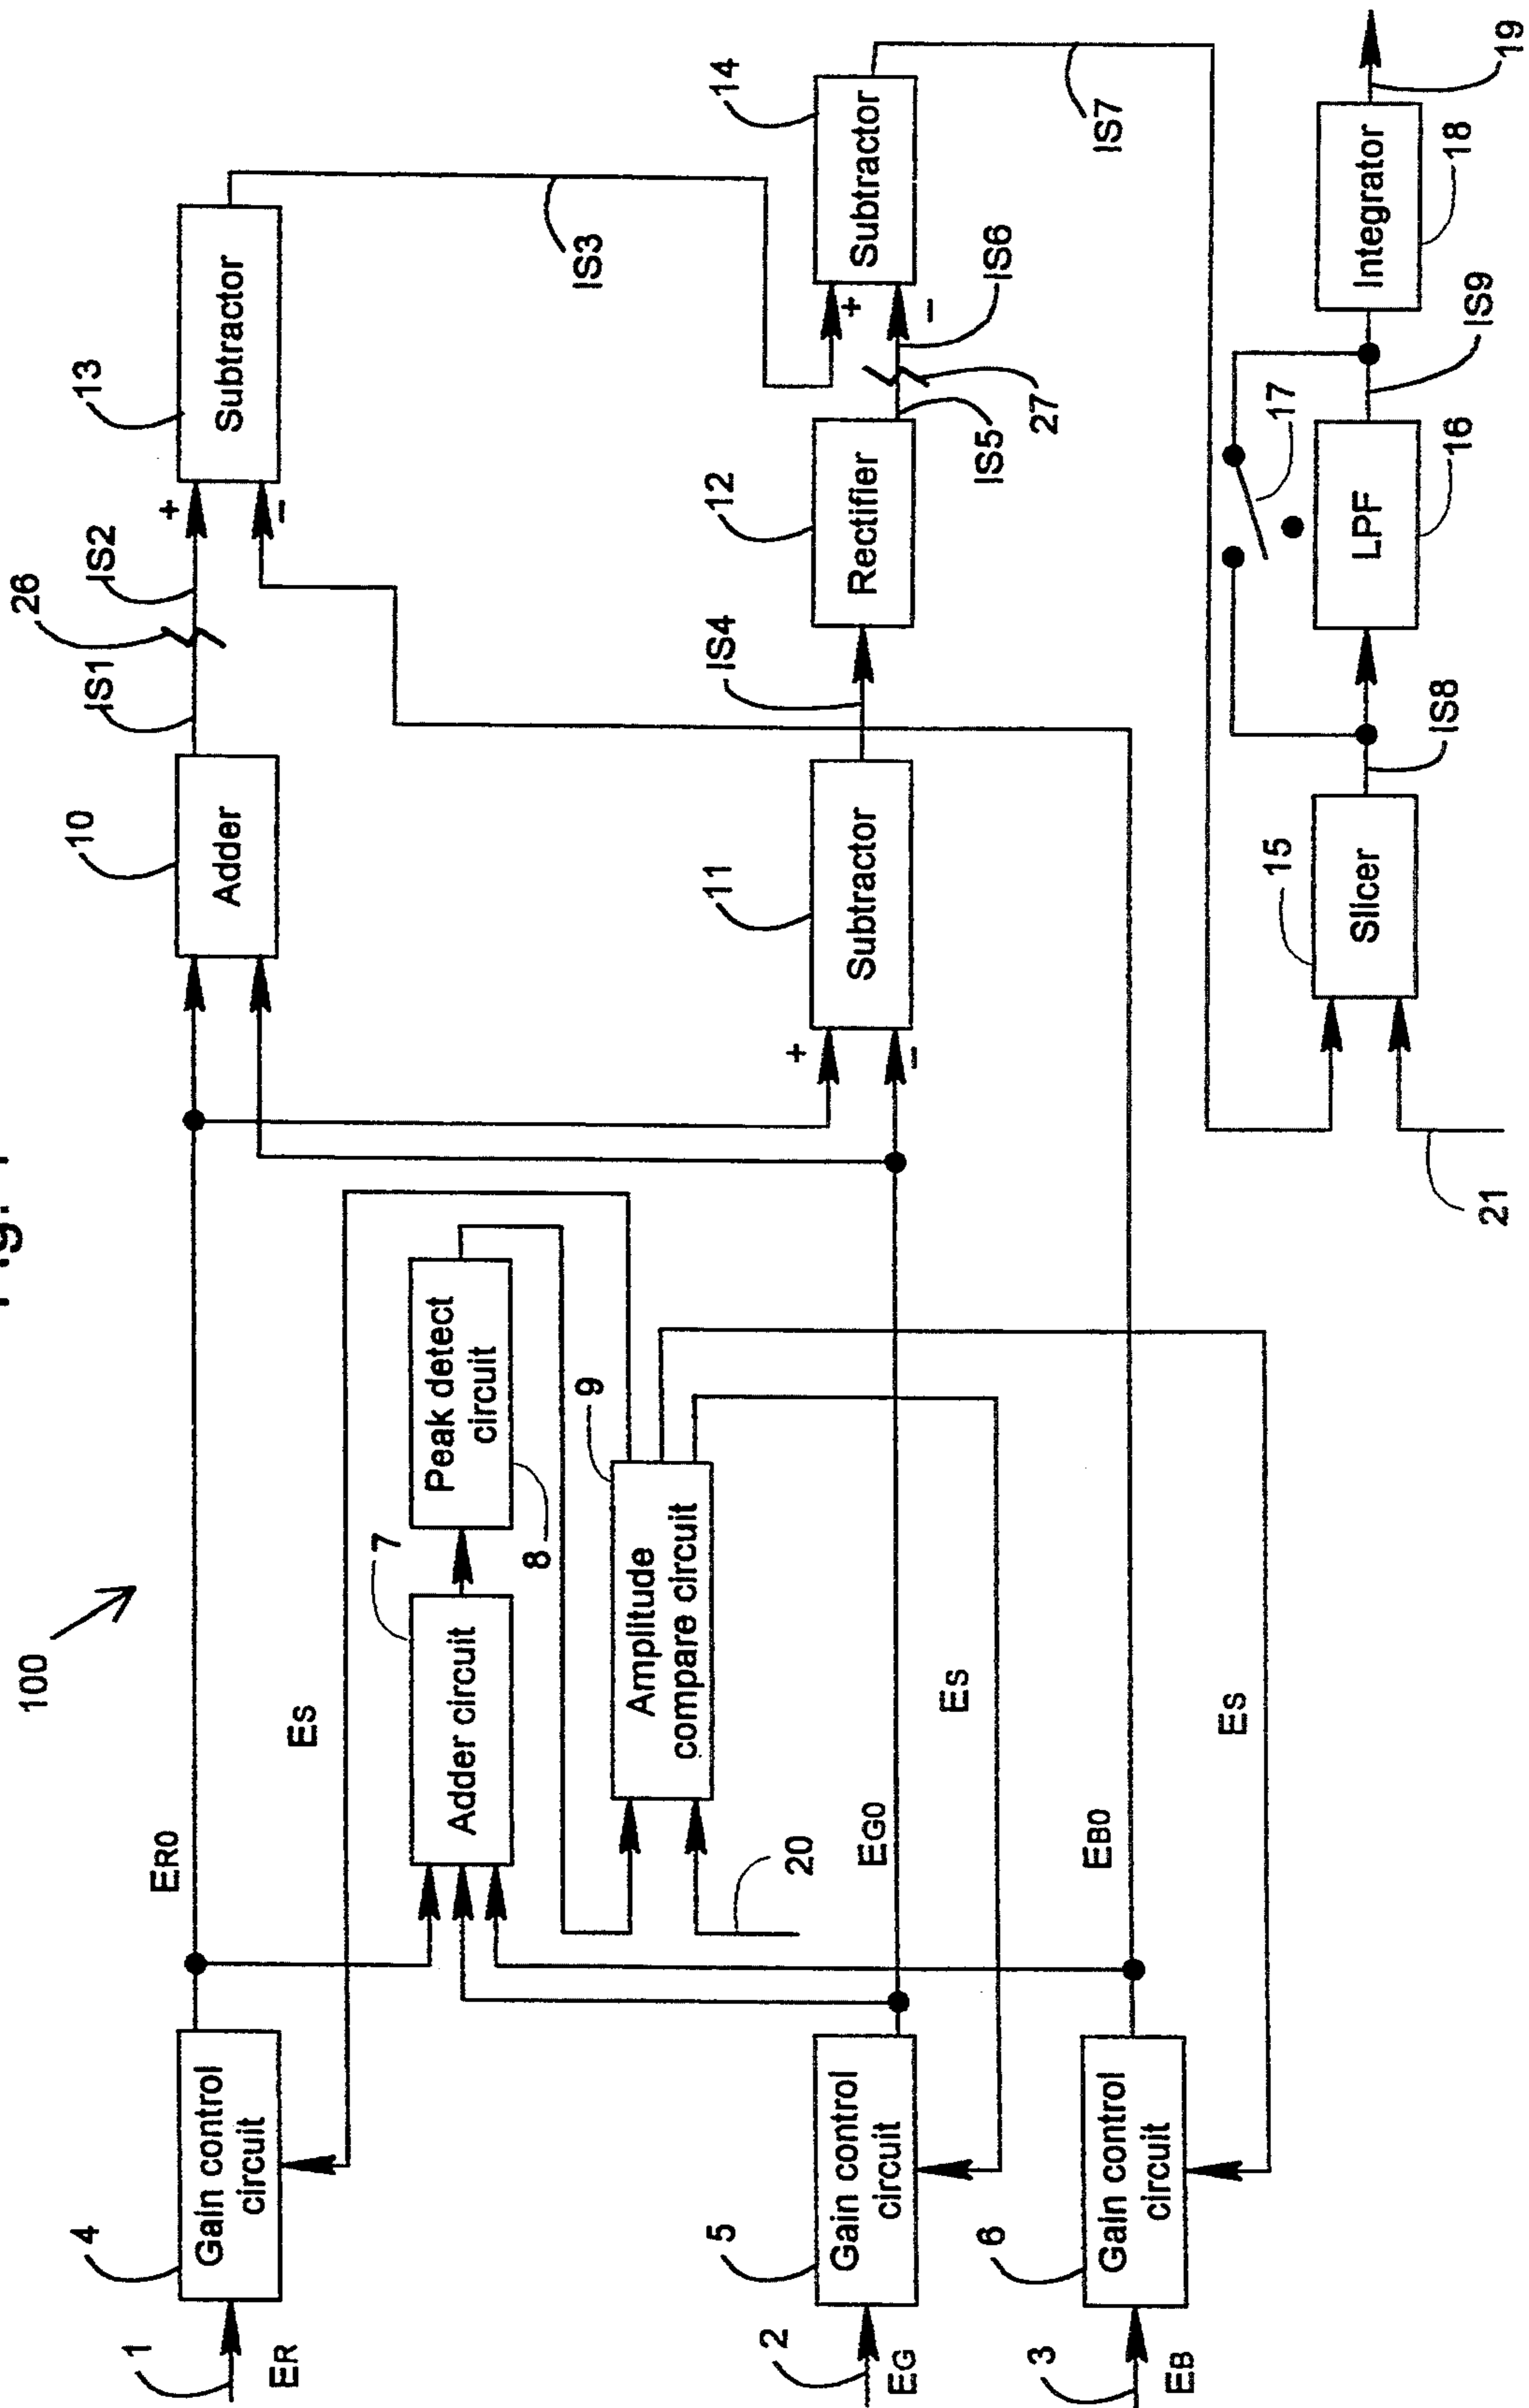 Fig. 1
100
1
ER
4
Gain control
circuit
ER0
Es
10
Adder
IS1
26
IS2
+
−
13
Subtractor
IS3
7
Adder circuit
8
Peak detect
circuit
9
Amplitude
compare circuit
20
Es
2
EG
5
Gain control
circuit
EG0
+
−
11
Subtractor
IS4
12
Rectifier
IS5
27
IS6
+
−
14
Subtractor
IS7
3
EB
6
Gain control
circuit
EB0
Es
21
15
Slicer
IS8
17
LPF
16
IS9
Integrator
18
19